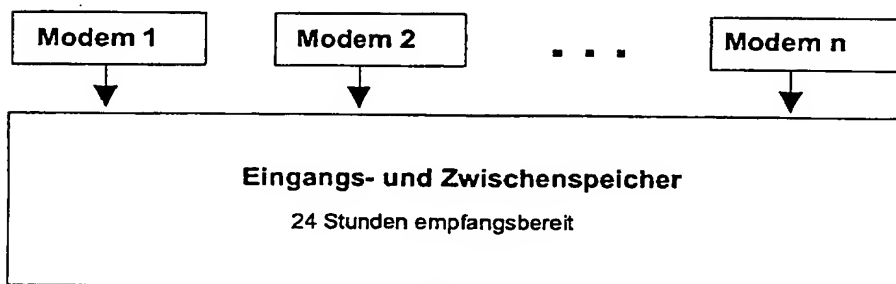 Modem 1 Modem 2 . . . Modem n
Eingangs- und Zwischenspeicher
24 Stunden empfangsbereit